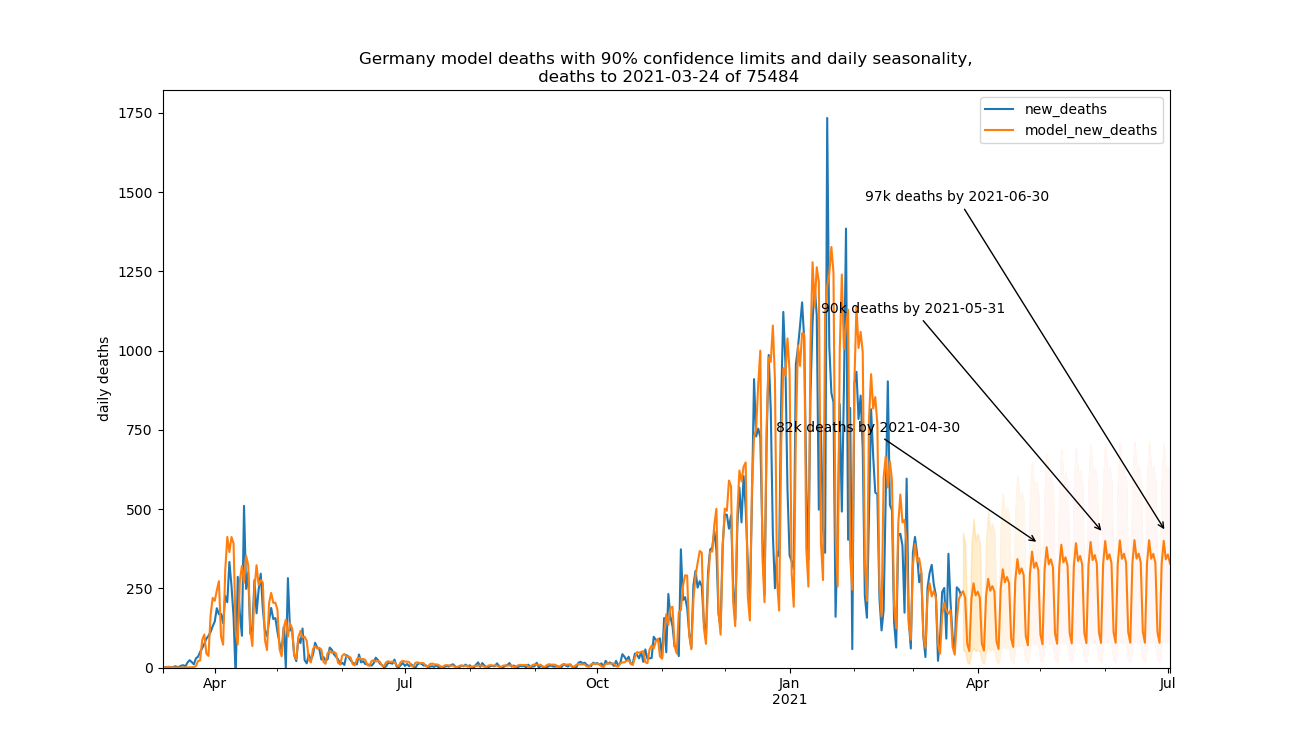 Germany model deaths with 90% confidence limits and daily seasonality,
deaths to 2021-03-24 of 75484
new_deaths
model_new_deaths
1750
1500
1250
1000
750
500
250
0
daily deaths
97k deaths by 2021-06-30
90k deaths by 2021-05-31
82k deaths by 2021-04-30
Apr
Jul
Oct
Jan
2021
Apr
Jul